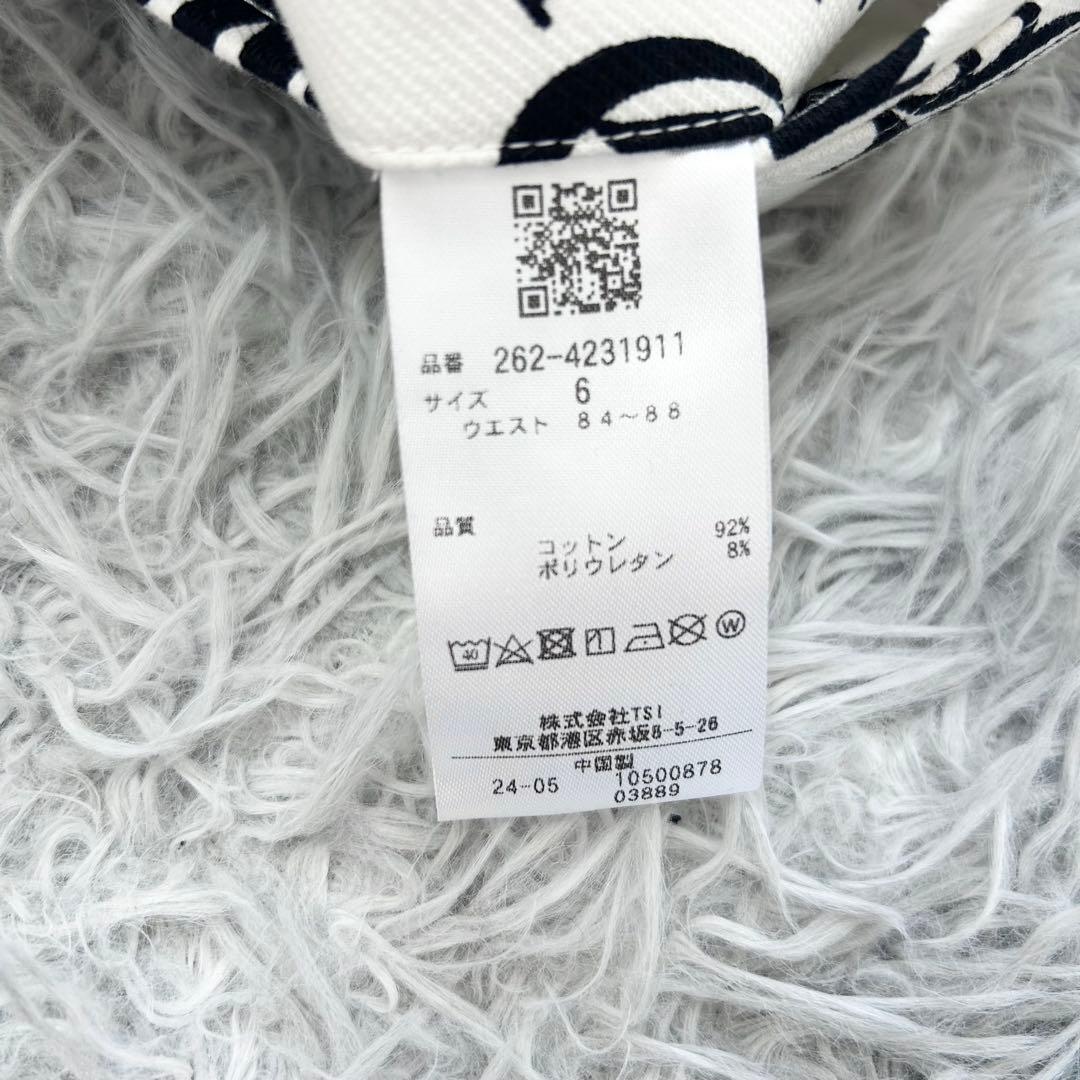 品番 262-4231911
サイズ 6
ウエスト 84〜88
品質
コットン 92%
ポリウレタン 8%
40 W
株式会社TSI
東京都港区赤坂8-5-26
中国製
24-05 10500878
03889